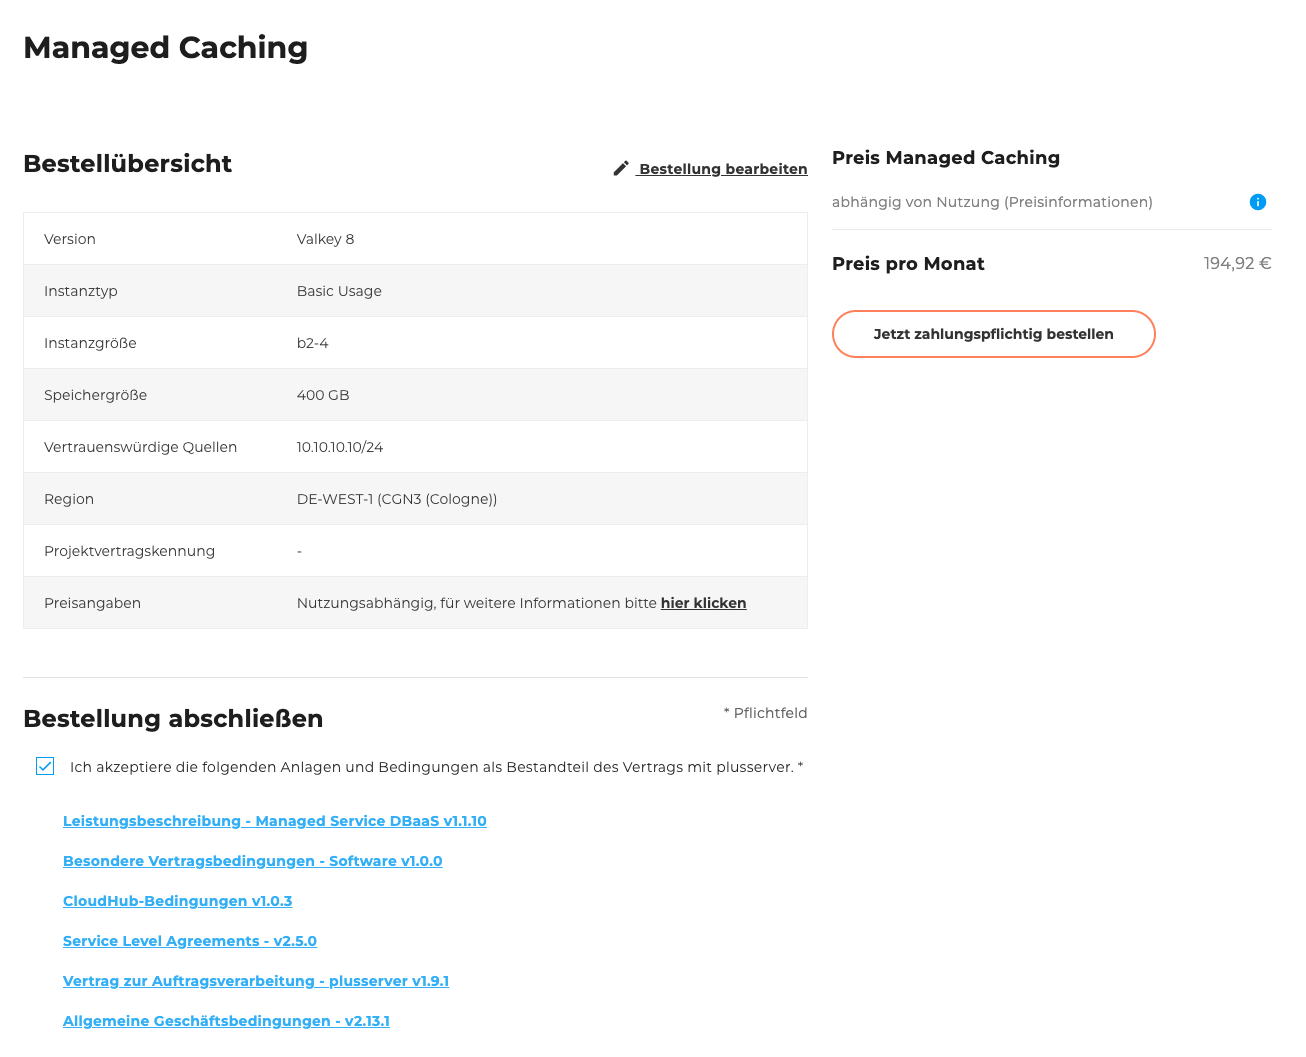 Managed Caching
Bestellübersicht
Bestellung bearbeiten
Version Valkey 8
Instanztyp Basic Usage
Instanzgröße b2-4
Speichergröße 400 GB
Vertrauenswürdige Quellen 10.10.10.10/24
Region DE-WEST-1 (CGN3 (Cologne))
Projektvertragskennung -
Preisangaben Nutzungsabhängig, für weitere Informationen bitte hier klicken
Preis Managed Caching
abhängig von Nutzung (Preisinformationen)
Preis pro Monat 194,92 €
Jetzt zahlungspflichtig bestellen
Bestellung abschließen
* Pflichtfeld
Ich akzeptiere die folgenden Anlagen und Bedingungen als Bestandteil des Vertrags mit plusserver. *
Leistungsbeschreibung - Managed Service DBaaS v1.1.10
Besondere Vertragsbedingungen - Software v1.0.0
CloudHub-Bedingungen v1.0.3
Service Level Agreements - v2.5.0
Vertrag zur Auftragsverarbeitung - plusserver v1.9.1
Allgemeine Geschäftsbedingungen - v2.13.1